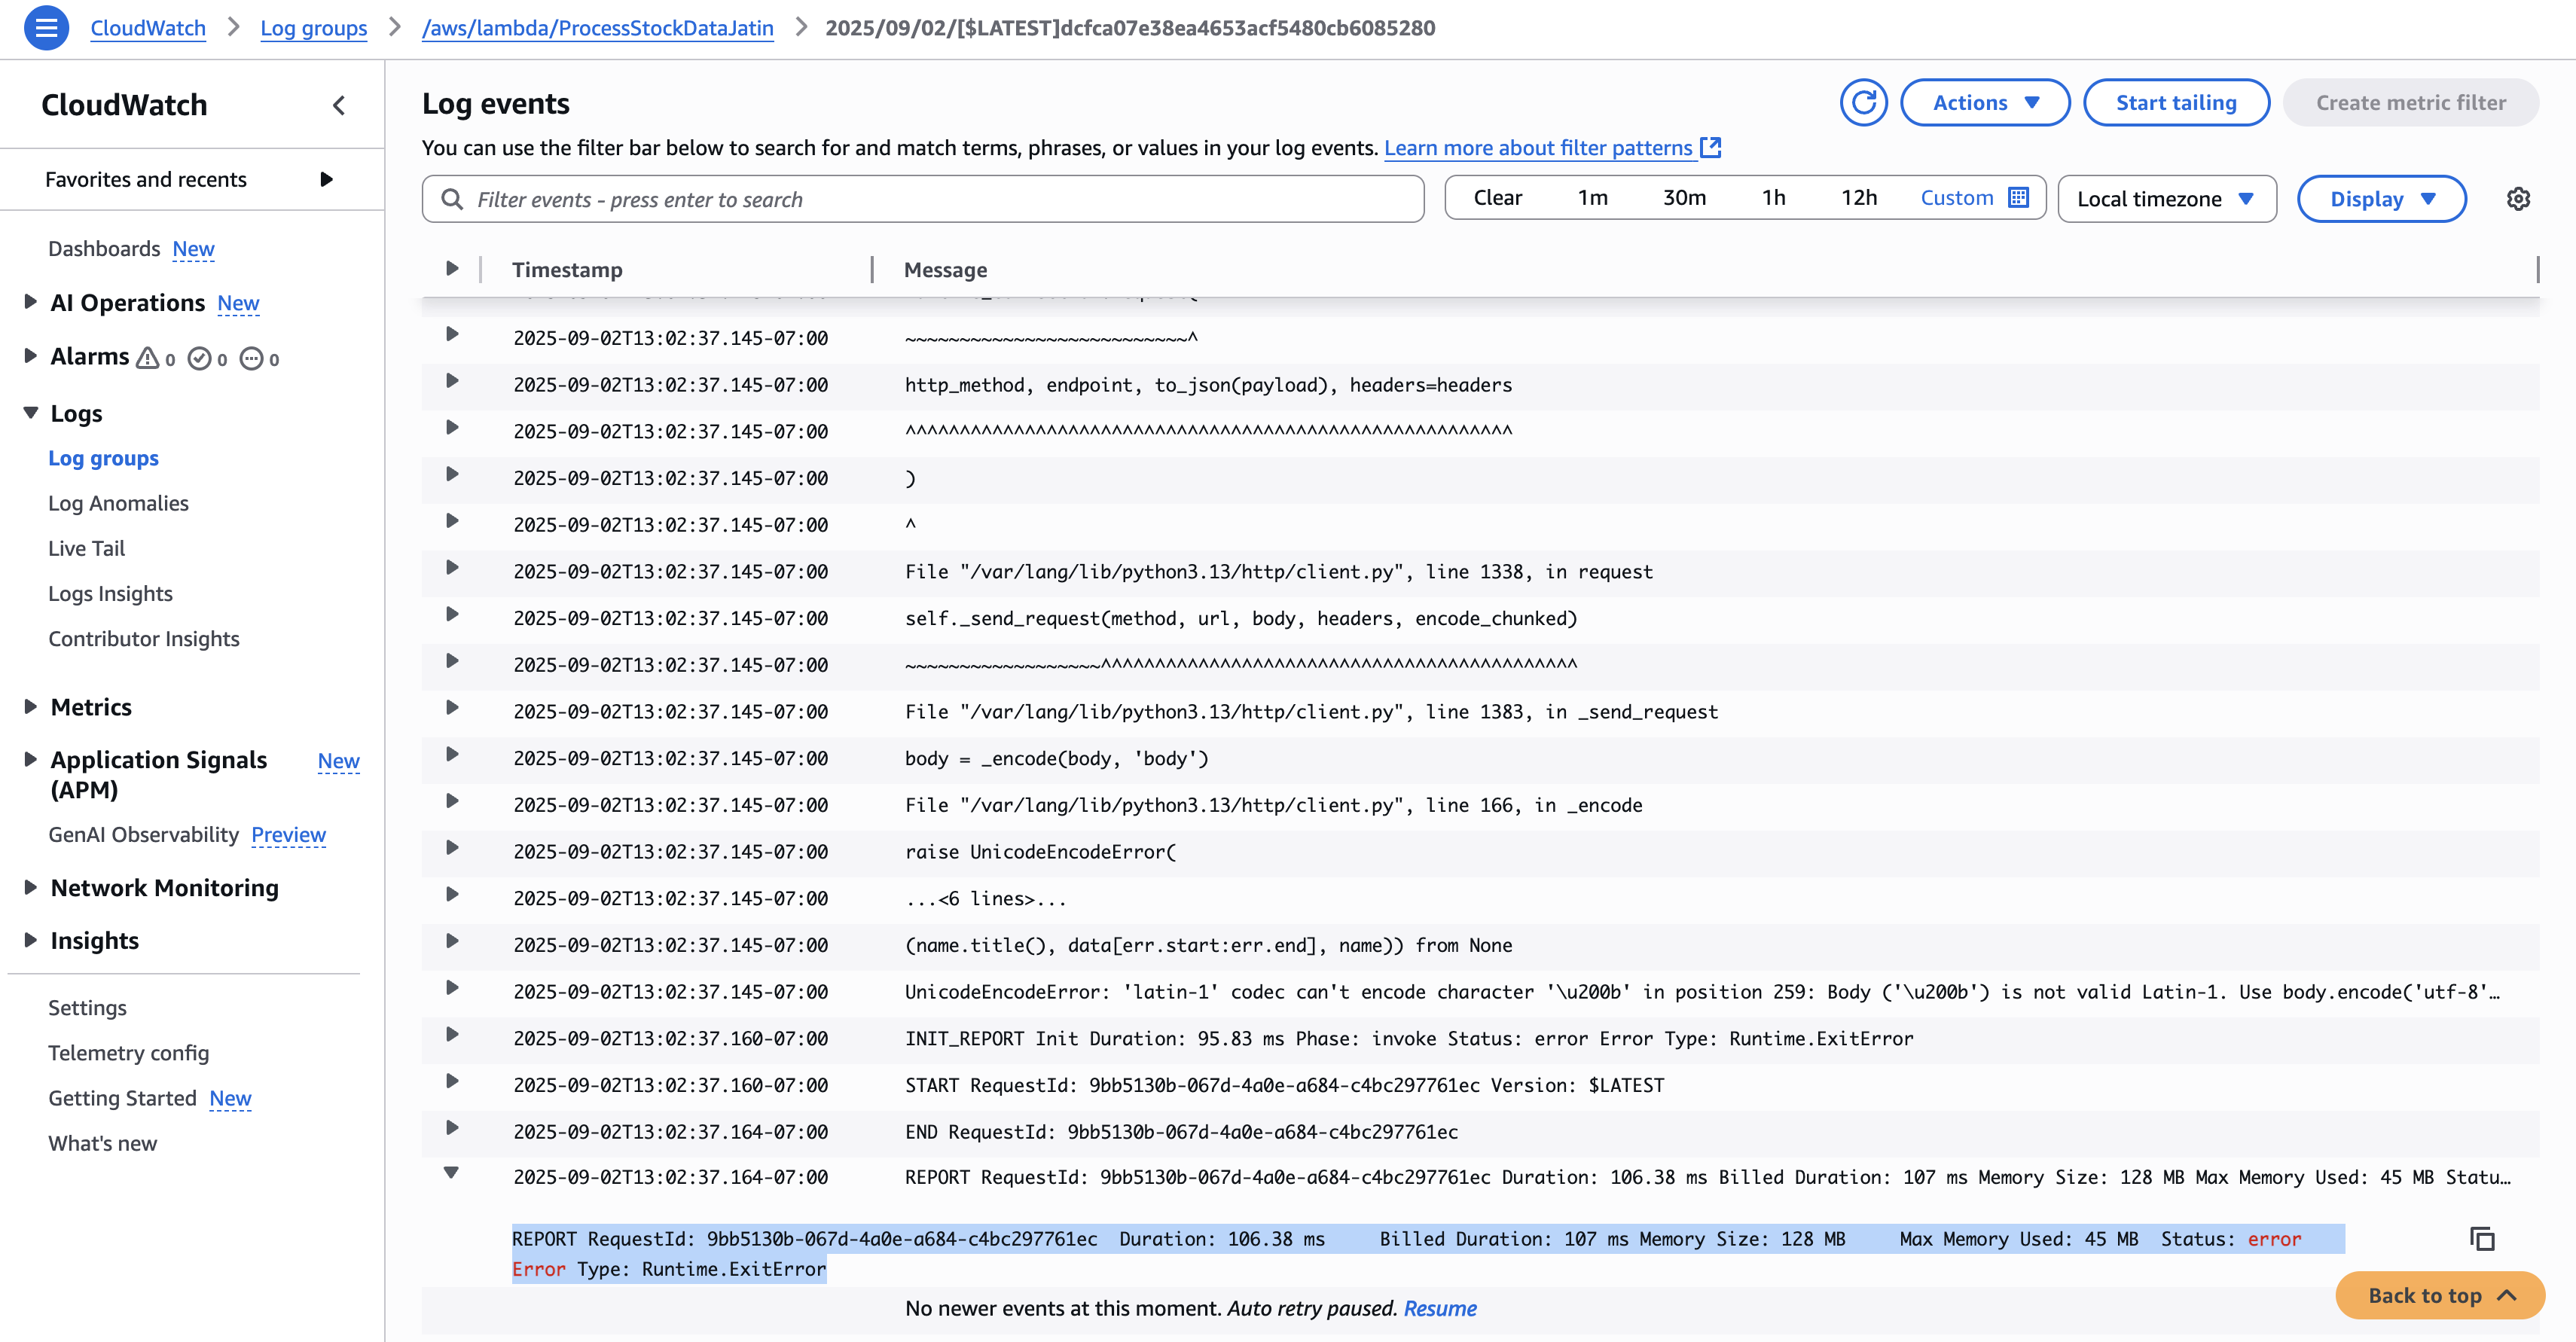 CloudWatch > Log groups > /aws/lambda/ProcessStockDataJatin > 2025/09/02/[$LATEST]dcfca07e38ea4653acf5480cb6085280
CloudWatch
Favorites and recents
Dashboards New
AI Operations New
Alarms 0 0 0
Logs
Log groups
Log Anomalies
Live Tail
Logs Insights
Contributor Insights
Metrics
Application Signals (APM) New
GenAI Observability Preview
Network Monitoring
Insights
Settings
Telemetry config
Getting Started New
What's new
Log events
Actions
Start tailing
Create metric filter
You can use the filter bar below to search for and match terms, phrases, or values in your log events. Learn more about filter patterns
Filter events - press enter to search
Clear 1m 30m 1h 12h Custom
Local timezone
Display
Timestamp Message
2025-09-02T13:02:37.145-07:00 ~~~~~~~~~~~~~~~~~~~~~~~~~~^
2025-09-02T13:02:37.145-07:00 http_method, endpoint, to_json(payload), headers=headers
2025-09-02T13:02:37.145-07:00 ^^^^^^^^^^^^^^^^^^^^^^^^^^^^^^^^^^^^^^^^^^^^^^^^^^^^^^^^
2025-09-02T13:02:37.145-07:00 )
2025-09-02T13:02:37.145-07:00 ^
2025-09-02T13:02:37.145-07:00 File "/var/lang/lib/python3.13/http/client.py", line 1338, in request
2025-09-02T13:02:37.145-07:00 self._send_request(method, url, body, headers, encode_chunked)
2025-09-02T13:02:37.145-07:00 ~~~~~~~~~~~~~~~~~~^^^^^^^^^^^^^^^^^^^^^^^^^^^^^^^^^^^^^^^^^^^^
2025-09-02T13:02:37.145-07:00 File "/var/lang/lib/python3.13/http/client.py", line 1383, in _send_request
2025-09-02T13:02:37.145-07:00 body = _encode(body, 'body')
2025-09-02T13:02:37.145-07:00 File "/var/lang/lib/python3.13/http/client.py", line 166, in _encode
2025-09-02T13:02:37.145-07:00 raise UnicodeEncodeError(
2025-09-02T13:02:37.145-07:00 ...<6 lines>...
2025-09-02T13:02:37.145-07:00 (name.title(), data[err.start:err.end], name)) from None
2025-09-02T13:02:37.145-07:00 UnicodeEncodeError: 'latin-1' codec can't encode character '\u200b' in position 259: Body ('\u200b') is not valid Latin-1. Use body.encode('utf-8'…
2025-09-02T13:02:37.160-07:00 INIT_REPORT Init Duration: 95.83 ms Phase: invoke Status: error Error Type: Runtime.ExitError
2025-09-02T13:02:37.160-07:00 START RequestId: 9bb5130b-067d-4a0e-a684-c4bc297761ec Version: $LATEST
2025-09-02T13:02:37.164-07:00 END RequestId: 9bb5130b-067d-4a0e-a684-c4bc297761ec
2025-09-02T13:02:37.164-07:00 REPORT RequestId: 9bb5130b-067d-4a0e-a684-c4bc297761ec Duration: 106.38 ms Billed Duration: 107 ms Memory Size: 128 MB Max Memory Used: 45 MB Statu…
REPORT RequestId: 9bb5130b-067d-4a0e-a684-c4bc297761ec Duration: 106.38 ms Billed Duration: 107 ms Memory Size: 128 MB Max Memory Used: 45 MB Status: error
Error Type: Runtime.ExitError
Back to top
No newer events at this moment. Auto retry paused. Resume